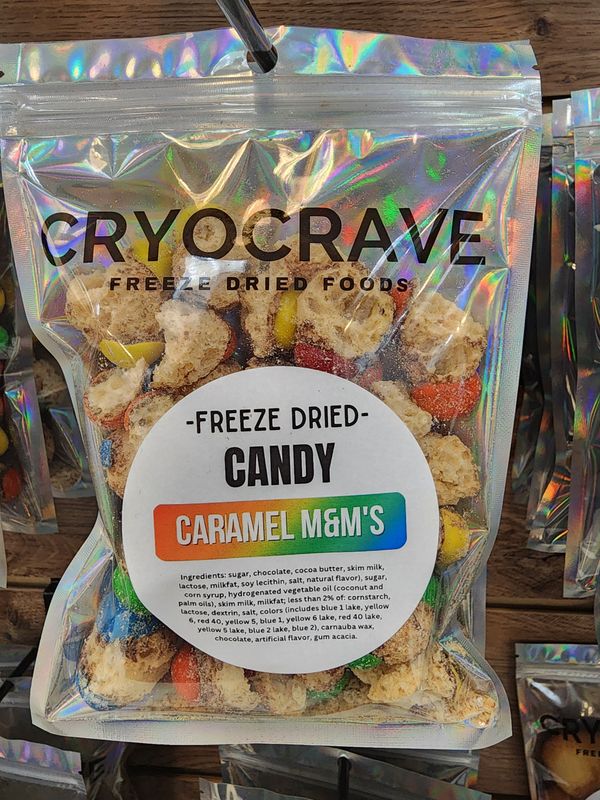 CRYOCRAVE
FREEZE DRIED FOODS
-FREEZE DRIED-
CANDY
CARAMEL M&M'S
Ingredients: sugar, chocolate, cocoa butter, skim milk,
lactose, milkfat, soy lecithin, salt, natural flavor), sugar,
corn syrup, hydrogenated vegetable oil (coconut and
palm oils), skim milk, milkfat; less than 2% of: cornstarch,
lactose, dextrin, salt, colors (includes blue 1 lake, yellow
6, red 40, yellow 5, blue 1, yellow 6 lake, red 40 lake,
yellow 5 lake, blue 2 lake, blue 2), carnauba wax,
chocolate, artificial flavor, gum acacia.